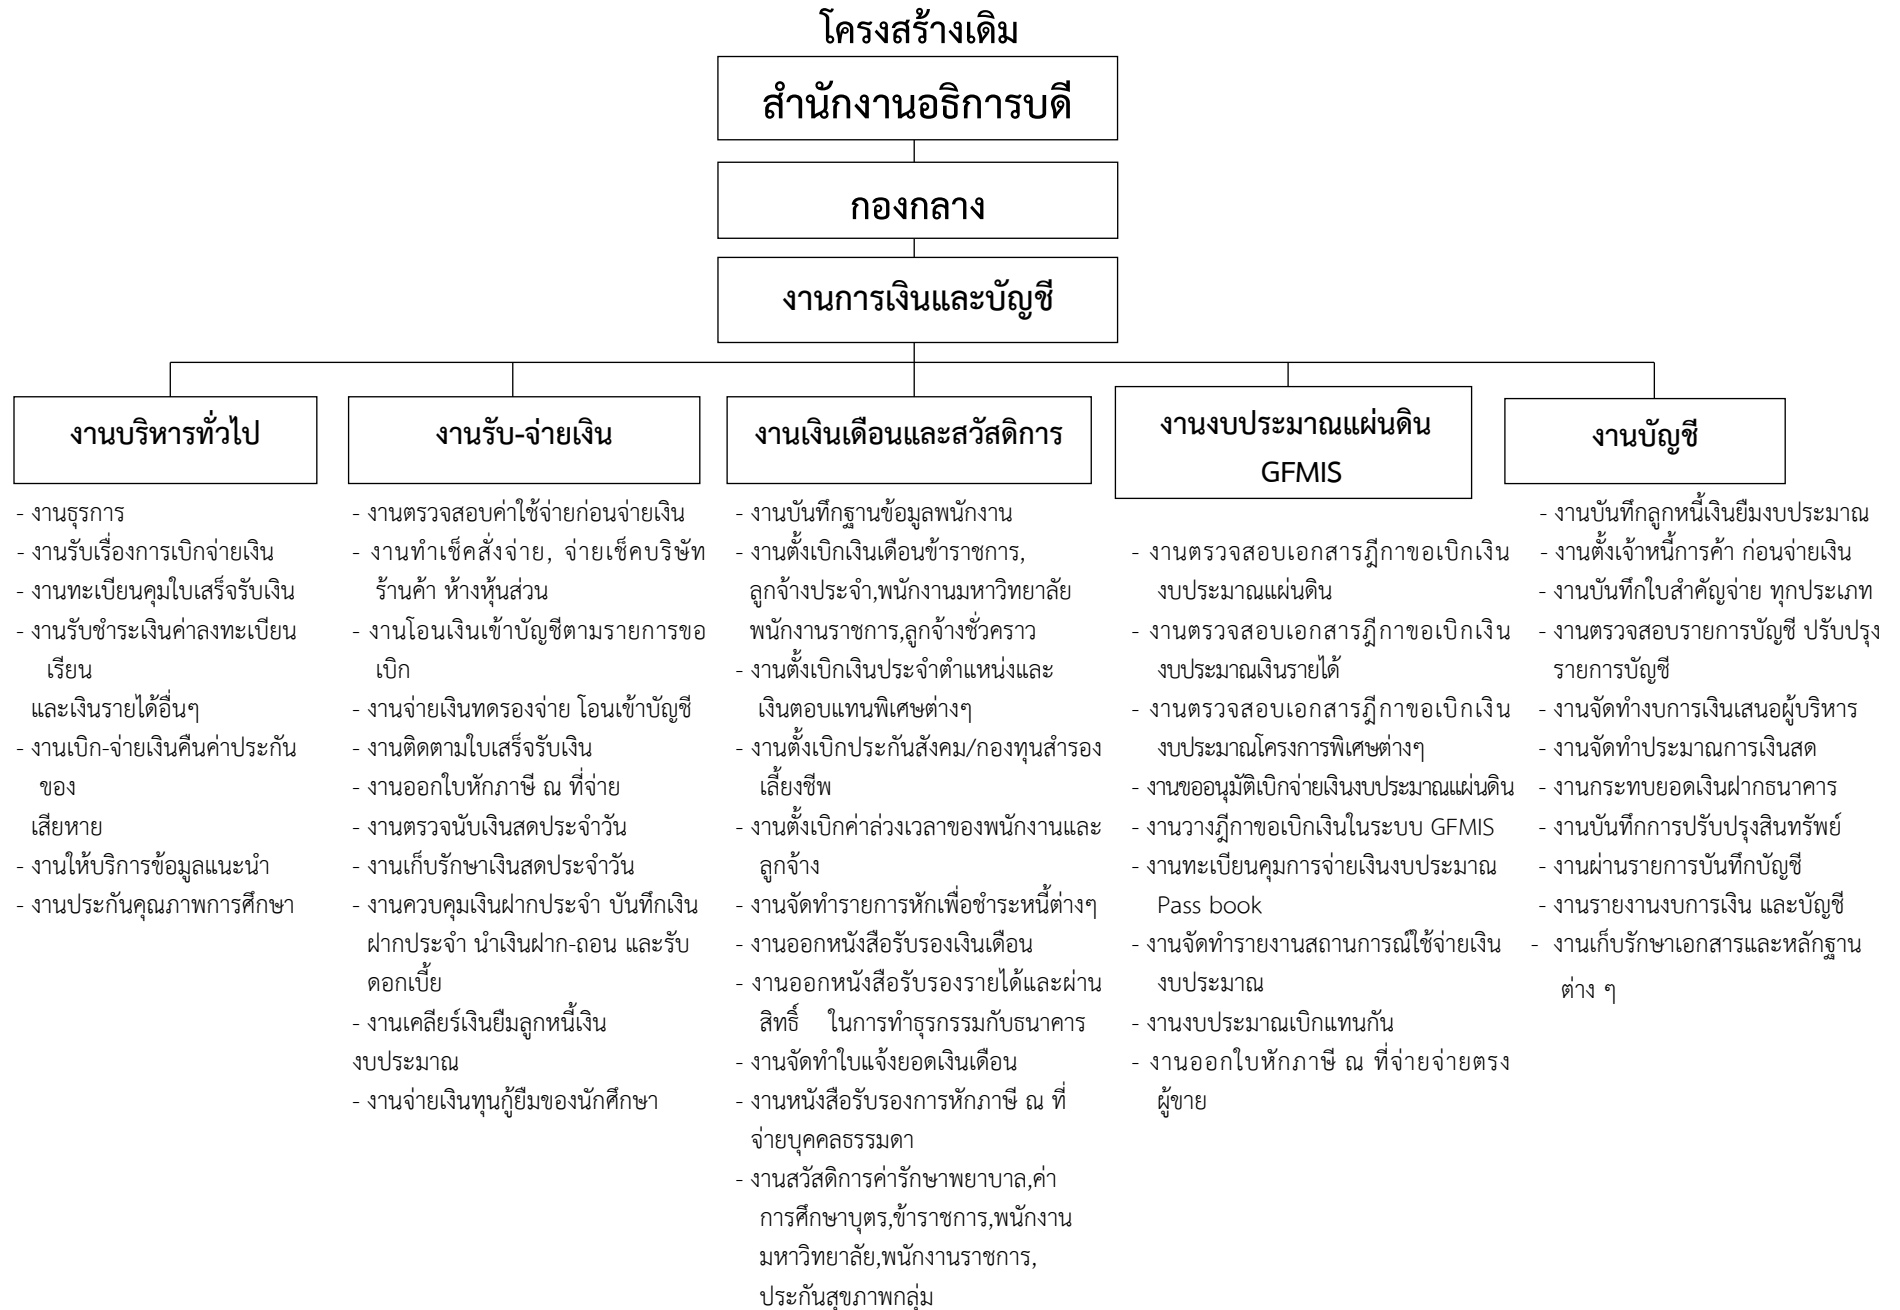 โครงสร้างเดิม
สำนักงานอธิการบดี
กองกลาง
งานการเงินและบัญชี
งานบริหารทั่วไป
- งานธุรการ
- งานรับเรื่องการเบิกจ่ายเงิน
- งานทะเบียนคุมใบเสร็จรับเงิน
- งานรับชำระเงินค่าลงทะเบียน
เรียน
และเงินรายได้อื่นๆ
- งานเบิก-จ่ายเงินคืนค่าประกัน
ของ
เสียหาย
- งานให้บริการข้อมูลแนะนำ
- งานประกันคุณภาพการศึกษา
งานรับ-จ่ายเงิน
- งานตรวจสอบค่าใช้จ่ายก่อนจ่ายเงิน
- งานทำเช็คสั่งจ่าย, จ่ายเช็คบริษัท
ร้านค้า ห้างหุ้นส่วน
- งานโอนเงินเข้าบัญชีตามรายการขอ
เบิก
- งานจ่ายเงินทดรองจ่าย โอนเข้าบัญชี
- งานติดตามใบเสร็จรับเงิน
- งานออกใบหักภาษี ณ ที่จ่าย
- งานตรวจนับเงินสดประจำวัน
- งานเก็บรักษาเงินสดประจำวัน
- งานควบคุมเงินฝากประจำ บันทึกเงิน
ฝากประจำ นำเงินฝาก-ถอน และรับ
ดอกเบี้ย
- งานเคลียร์เงินยืมลูกหนี้เงิน
งบประมาณ
- งานจ่ายเงินทุนกู้ยืมของนักศึกษา
งานเงินเดือนและสวัสดิการ
- งานบันทึกฐานข้อมูลพนักงาน
- งานตั้งเบิกเงินเดือนข้าราชการ,
ลูกจ้างประจำ,พนักงานมหาวิทยาลัย
พนักงานราชการ,ลูกจ้างชั่วคราว
- งานตั้งเบิกเงินประจำตำแหน่งและ
เงินตอบแทนพิเศษต่างๆ
- งานตั้งเบิกประกันสังคม/กองทุนสำรอง
เลี้ยงชีพ
- งานตั้งเบิกค่าล่วงเวลาของพนักงานและ
ลูกจ้าง
- งานจัดทำรายการหักเพื่อชำระหนี้ต่างๆ
- งานออกหนังสือรับรองเงินเดือน
- งานออกหนังสือรับรองรายได้และผ่าน
สิทธิ์ ในการทำธุรกรรมกับธนาคาร
- งานจัดทำใบแจ้งยอดเงินเดือน
- งานหนังสือรับรองการหักภาษี ณ ที่
จ่ายบุคคลธรรมดา
- งานสวัสดิการค่ารักษาพยาบาล,ค่า
การศึกษาบุตร,ข้าราชการ,พนักงาน
มหาวิทยาลัย,พนักงานราชการ,
ประกันสุขภาพกลุ่ม
งานงบประมาณแผ่นดิน
GFMIS
- งานตรวจสอบเอกสารฎีกาขอเบิกเงิน
งบประมาณแผ่นดิน
- งานตรวจสอบเอกสารฎีกาขอเบิกเงิน
งบประมาณเงินรายได้
- งานตรวจสอบเอกสารฎีกาขอเบิกเงิน
งบประมาณโครงการพิเศษต่างๆ
- งานขออนุมัติเบิกจ่ายเงินงบประมาณแผ่นดิน
- งานวางฎีกาขอเบิกเงินในระบบ GFMIS
- งานทะเบียนคุมการจ่ายเงินงบประมาณ
Pass book
- งานจัดทำรายงานสถานการณ์ใช้จ่ายเงิน
งบประมาณ
- งานงบประมาณเบิกแทนกัน
- งานออกใบหักภาษี ณ ที่จ่ายจ่ายตรง
ผู้ขาย
งานบัญชี
- งานบันทึกลูกหนี้เงินยืมงบประมาณ
- งานตั้งเจ้าหนี้การค้า ก่อนจ่ายเงิน
- งานบันทึกใบสำคัญจ่าย ทุกประเภท
- งานตรวจสอบรายการบัญชี ปรับปรุง
รายการบัญชี
- งานจัดทำงบการเงินเสนอผู้บริหาร
- งานจัดทำประมาณการเงินสด
- งานกระทบยอดเงินฝากธนาคาร
- งานบันทึกการปรับปรุงสินทรัพย์
- งานผ่านรายการบันทึกบัญชี
- งานรายงานงบการเงิน และบัญชี
- งานเก็บรักษาเอกสารและหลักฐาน
ต่าง ๆ